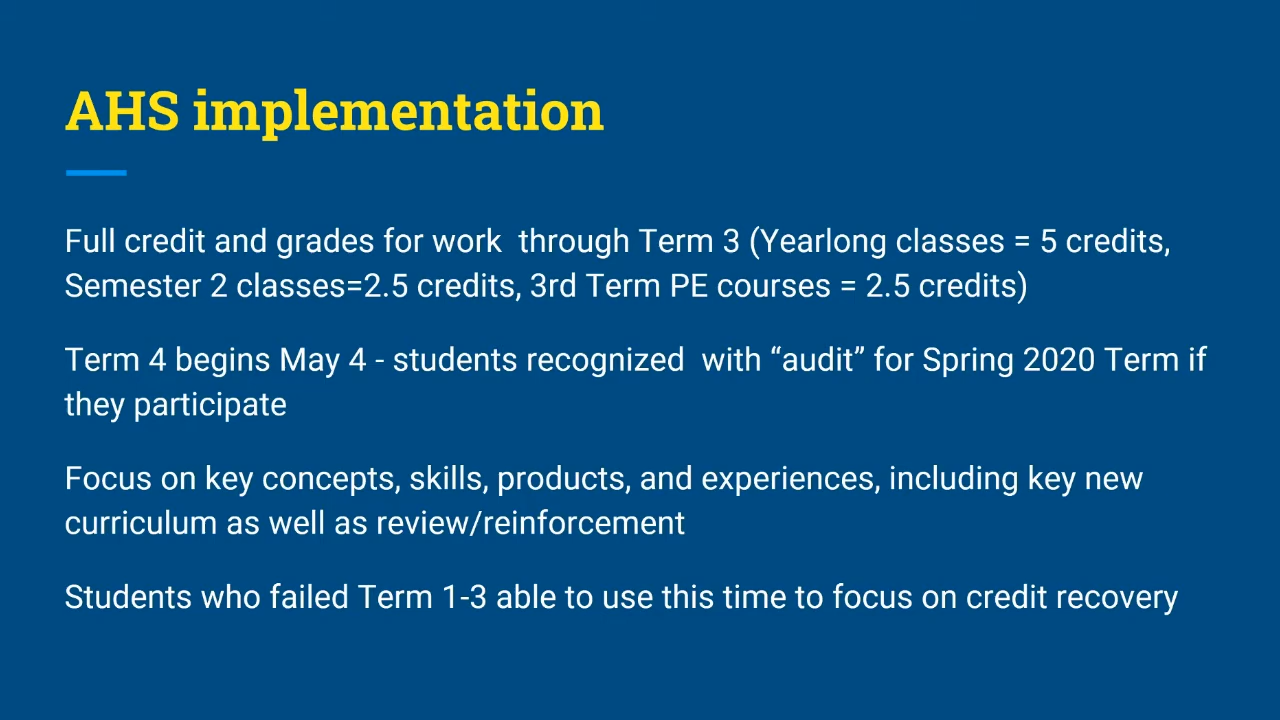 AHS implementation
Full credit and grades for work  through Term 3 (Yearlong classes = 5 credits,
Semester 2 classes=2.5 credits, 3rd Term PE courses = 2.5 credits)
Term 4 begins May 4 - students recognized  with “audit” for Spring 2020 Term if
they participate
Focus on key concepts, skills, products, and experiences, including key new
curriculum as well as review/reinforcement
Students who failed Term 1-3 able to use this time to focus on credit recovery